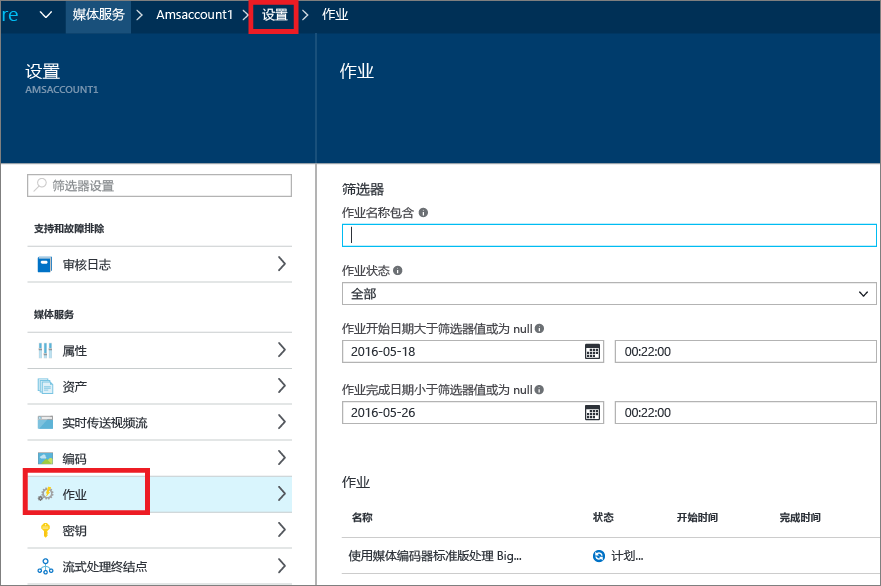 re 媒体服务 > Amsaccount1 > 设置 > 作业
设置
AMSACCOUNT1
筛选器设置
支持和故障排除
审核日志
媒体服务
属性
资产
实时传送视频流
编码
作业
密钥
流式处理终结点
作业
筛选器
作业名称包含
作业状态
全部
作业开始日期大于筛选器值或为 null
2016-05-18 00:22:00
作业完成日期小于筛选器值或为 null
2016-05-26 00:22:00
作业
名称 状态 开始时间 完成时间
使用媒体编码器标准版处理 Big... 计划...